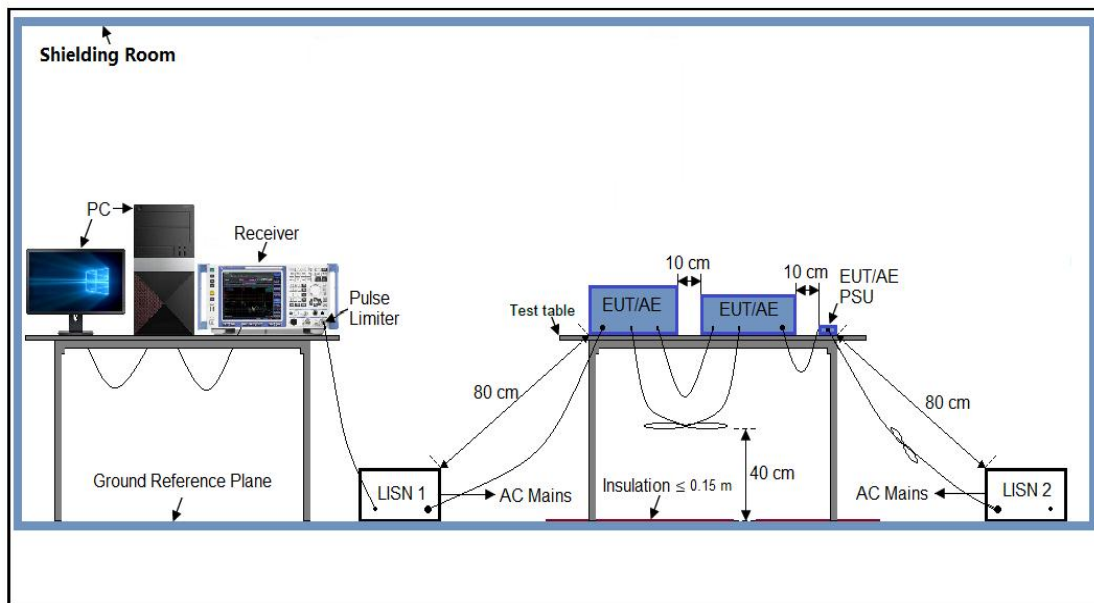 Shielding Room
PC
Receiver
Pulse
Limiter
10 cm
10 cm
EUT/AE
PSU
EUT/AE
EUT/AE
Test table
80 cm
80 cm
40 cm
Ground Reference Plane
LISN 1
AC Mains
Insulation ≤ 0.15 m
AC Mains
LISN 2